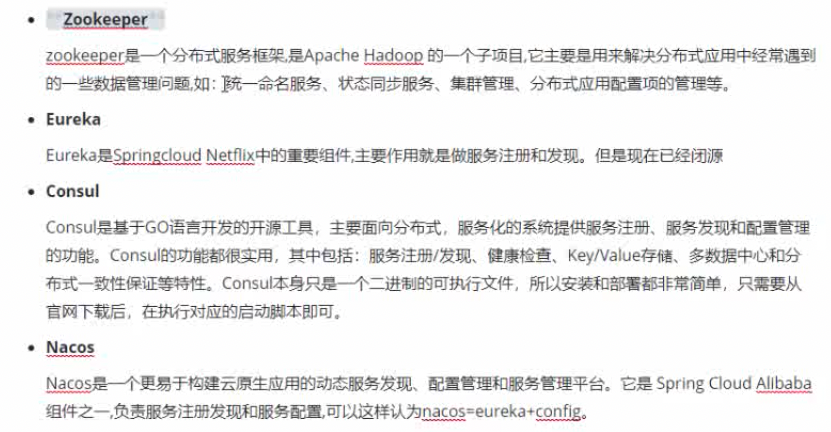 Zookeeper
zookeeper是一个分布式服务框架,是Apache Hadoop 的一个子项目,它主要是用来解决分布式应用中经常遇到
的一些数据管理问题,如：统一命名服务、状态同步服务、集群管理、分布式应用配置项的管理等。
Eureka
Eureka是Springcloud Netflix中的重要组件,主要作用就是做服务注册和发现。但是现在已经闭源
Consul
Consul是基于GO语言开发的开源工具，主要面向分布式，服务化的系统提供服务注册、服务发现和配置管理
的功能。Consul的功能都很实用，其中包括：服务注册/发现、健康检查、Key/Value存储、多数据中心和分
布式一致性保证等特性。Consul本身只是一个二进制的可执行文件，所以安装和部署都非常简单，只需要从
官网下载后，在执行对应的启动脚本即可。
Nacos
Nacos是一个更易于构建云原生应用的动态服务发现、配置管理和服务管理平台。它是 Spring Cloud Alibaba
组件之一,负责服务注册发现和服务配置,可以这样认为nacos=eureka+config。